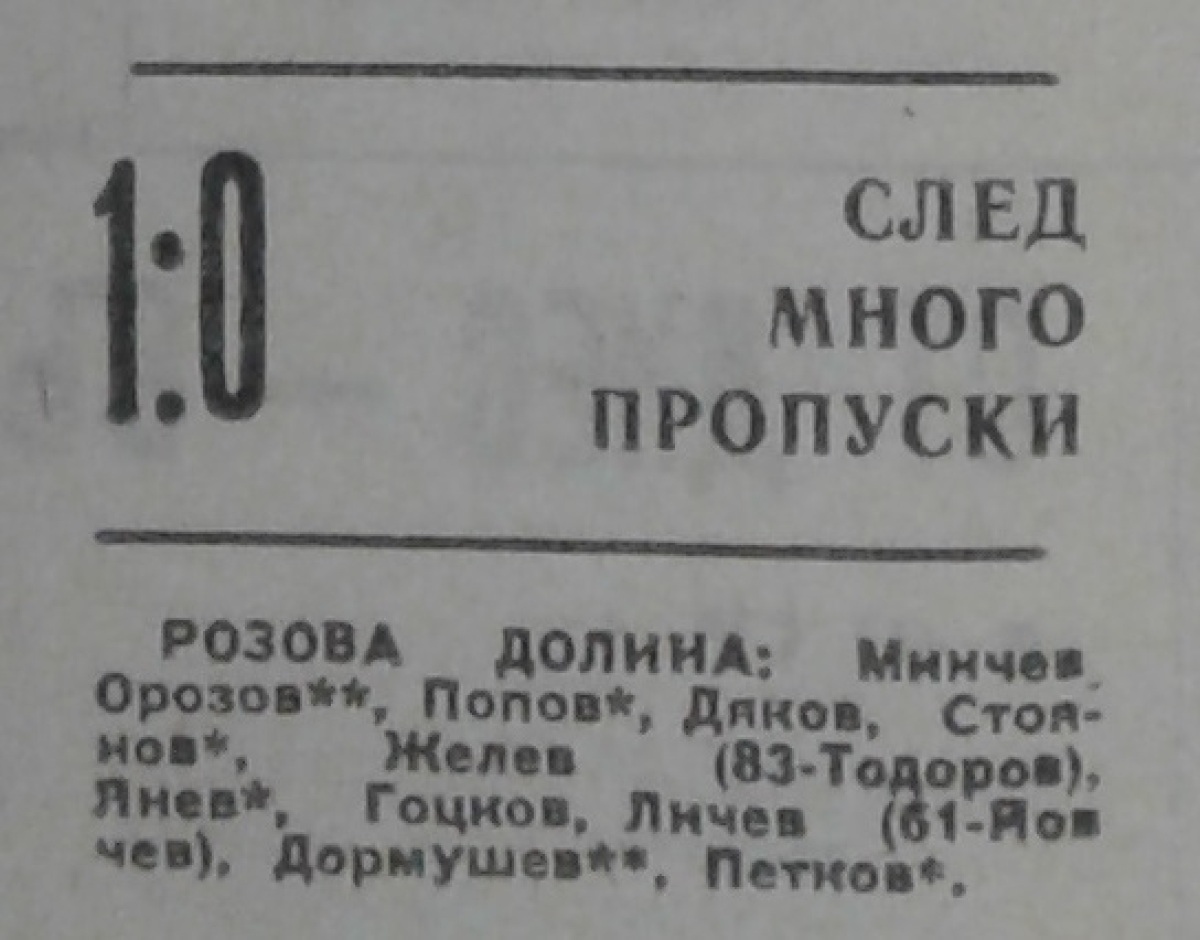 1:0
СЛЕД
МНОГО
ПРОПУСКИ
РОЗОВА ДОЛИНА: Минчев,
Орозов**, Попов*, Дяков, Стоя-
нов*, Желев (83-Тодоров),
Янев*, Гоцков, Личев (61-Йов
чев), Дормушев**, Петков*.